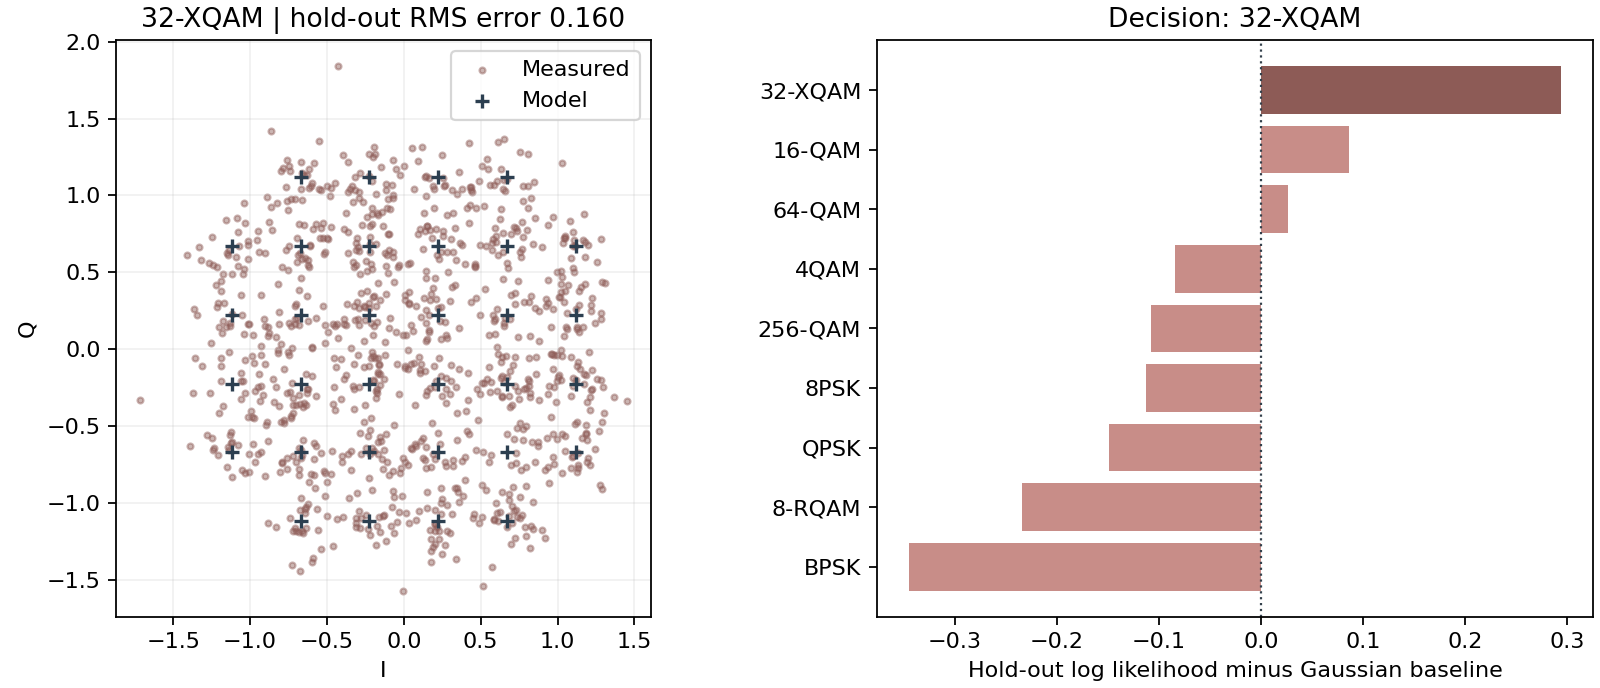 32-XQAM | hold-out RMS error 0.160
Measured
Model
2.0
1.5
1.0
0.5
0.0
−0.5
−1.0
−1.5
Q
−1.5 −1.0 −0.5 0.0 0.5 1.0 1.5
I
Decision: 32-XQAM
32-XQAM
16-QAM
64-QAM
4QAM
256-QAM
8PSK
QPSK
8-RQAM
BPSK
−0.3 −0.2 −0.1 0.0 0.1 0.2 0.3
Hold-out log likelihood minus Gaussian baseline